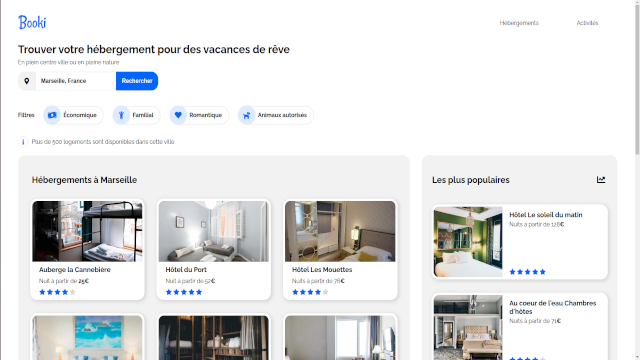 Booki
Hébergements
Activités
Trouver votre hébergement pour des vacances de rêve
En plein centre ville ou en pleine nature
Marseille, France
Rechercher
Filtres
Économique
Familial
Romantique
Animaux autorisés
Plus de 500 logements sont disponibles dans cette ville
Hébergements à Marseille
Auberge la Cannebière
Nuit à partir de 25€
Hôtel du Port
Nuit à partir de 52€
Hôtel Les Mouettes
Nuit à partir de 76€
Les plus populaires
Hôtel Le soleil du matin
Nuits à partir de 128€
Au coeur de l'eau Chambres
d'hôtes
Nuits à partir de 71€